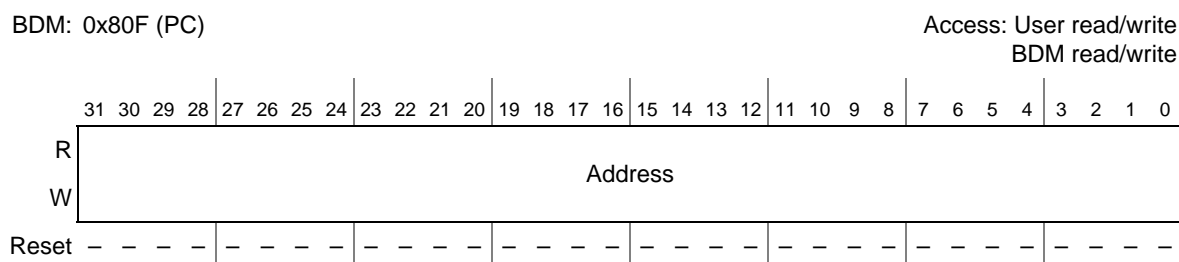 BDM: 0x80F (PC) Access: User read/write
BDM read/write
31 30 29 28 27 26 25 24 23 22 21 20 19 18 17 16 15 14 13 12 11 10 9 8 7 6 5 4 3 2 1 0
R
Address
W
Reset – – – – – – – – – – – – – – – – – – – – – – – – – – – – – – – –